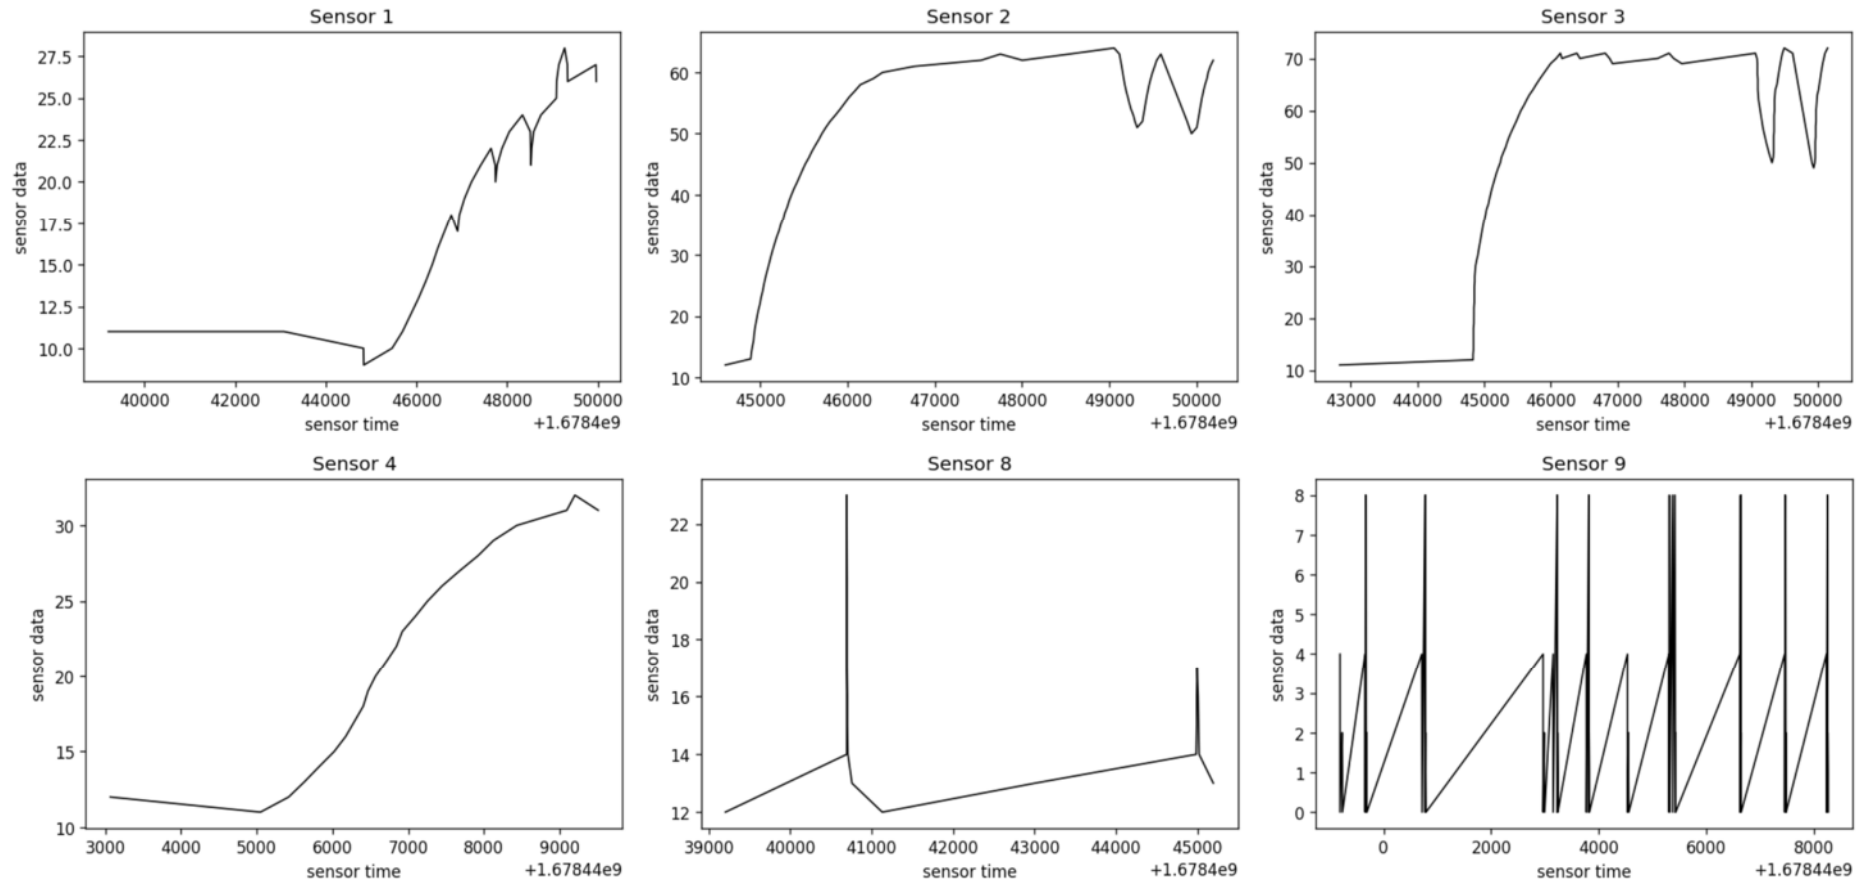 Sensor 1
27.5
25.0
22.5
20.0
17.5
15.0
12.5
10.0
sensor data
40000 42000 44000 46000 48000 50000
sensor time
+1.6784e9
Sensor 2
60
50
40
30
20
10
sensor data
45000 46000 47000 48000 49000 50000
sensor time
+1.6784e9
Sensor 3
70
60
50
40
30
20
10
sensor data
43000 44000 45000 46000 47000 48000 49000 50000
sensor time
+1.6784e9
Sensor 4
30
25
20
15
10
sensor data
3000 4000 5000 6000 7000 8000 9000
sensor time
+1.67844e9
Sensor 8
22
20
18
16
14
12
sensor data
39000 40000 41000 42000 43000 44000 45000
sensor time
+1.6784e9
Sensor 9
8
7
6
5
4
3
2
1
0
sensor data
0 2000 4000 6000 8000
sensor time
+1.67844e9